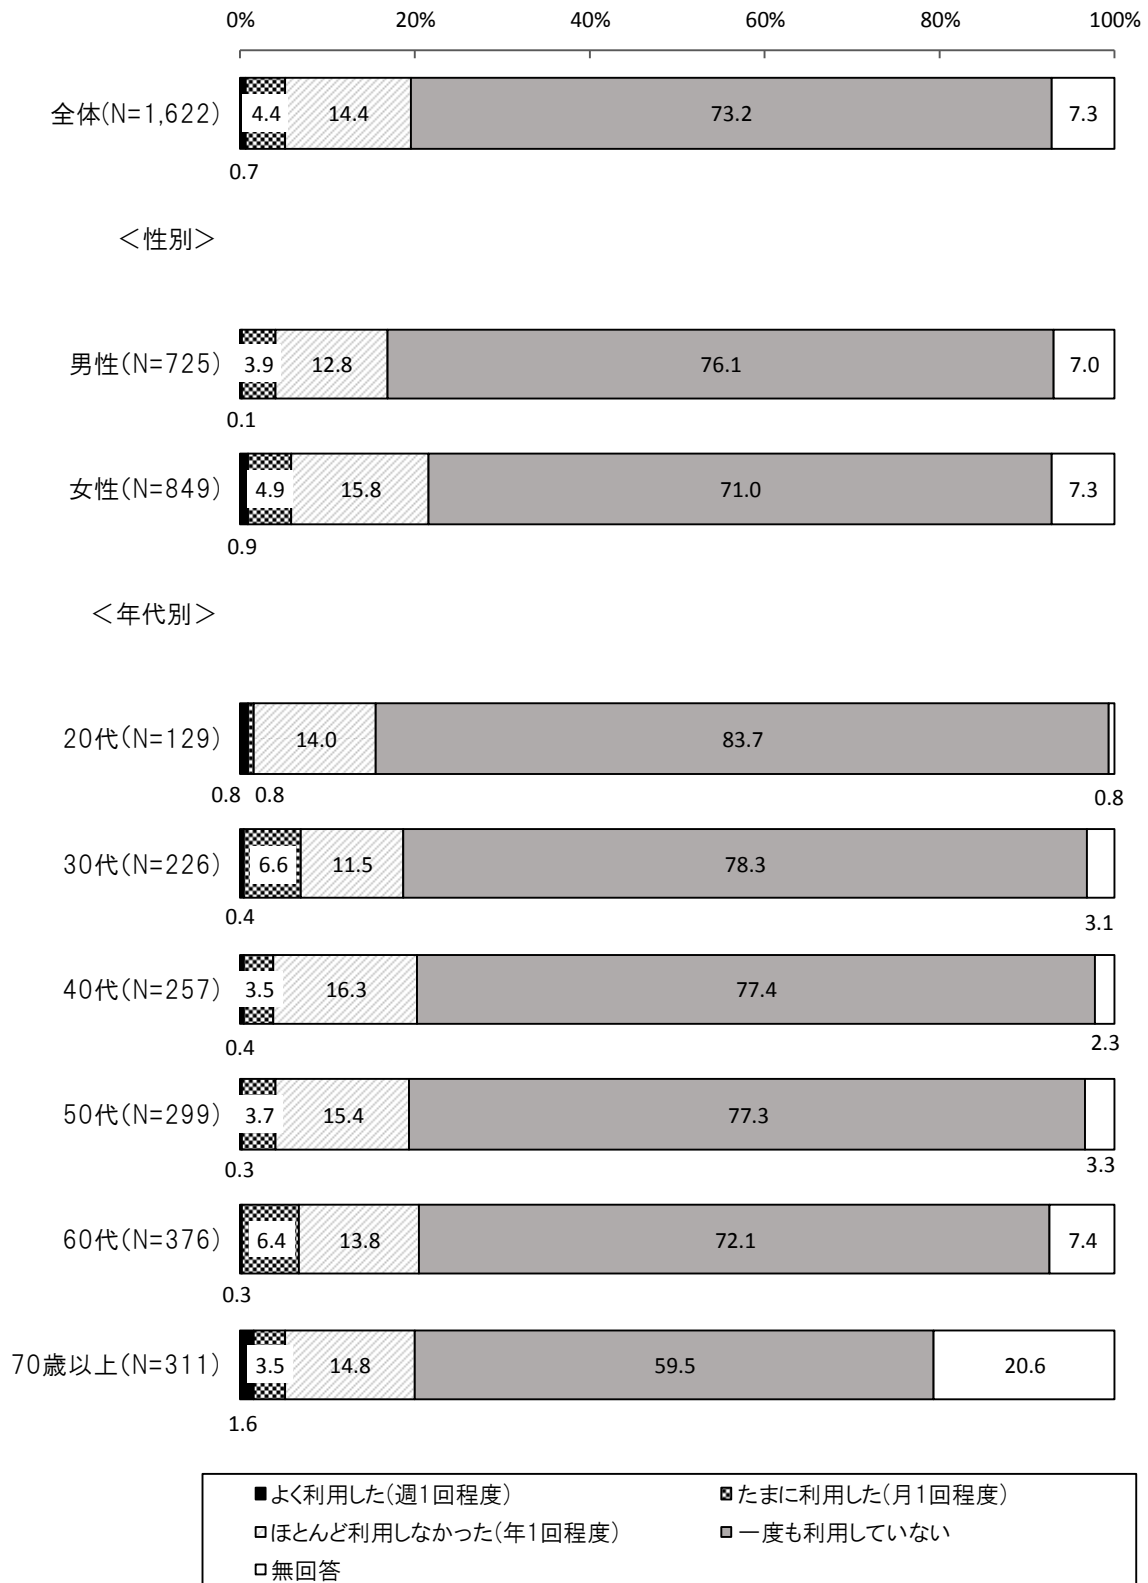 0% 20% 40% 60% 80% 100%
全体(N=1,622) 4.4 14.4 73.2 7.3
0.7
＜性別＞
男性(N=725) 3.9 12.8 76.1 7.0
0.1
女性(N=849) 4.9 15.8 71.0 7.3
0.9
＜年代別＞
20代(N=129) 14.0 83.7
0.8 0.8 0.8
30代(N=226) 6.6 11.5 78.3
0.4 3.1
40代(N=257) 3.5 16.3 77.4
0.4 2.3
50代(N=299) 3.7 15.4 77.3
0.3 3.3
60代(N=376) 6.4 13.8 72.1 7.4
0.3
70歳以上(N=311) 3.5 14.8 59.5 20.6
1.6
よく利用した(週1回程度) たまに利用した(月1回程度)
ほとんど利用しなかった(年1回程度) 一度も利用していない
無回答